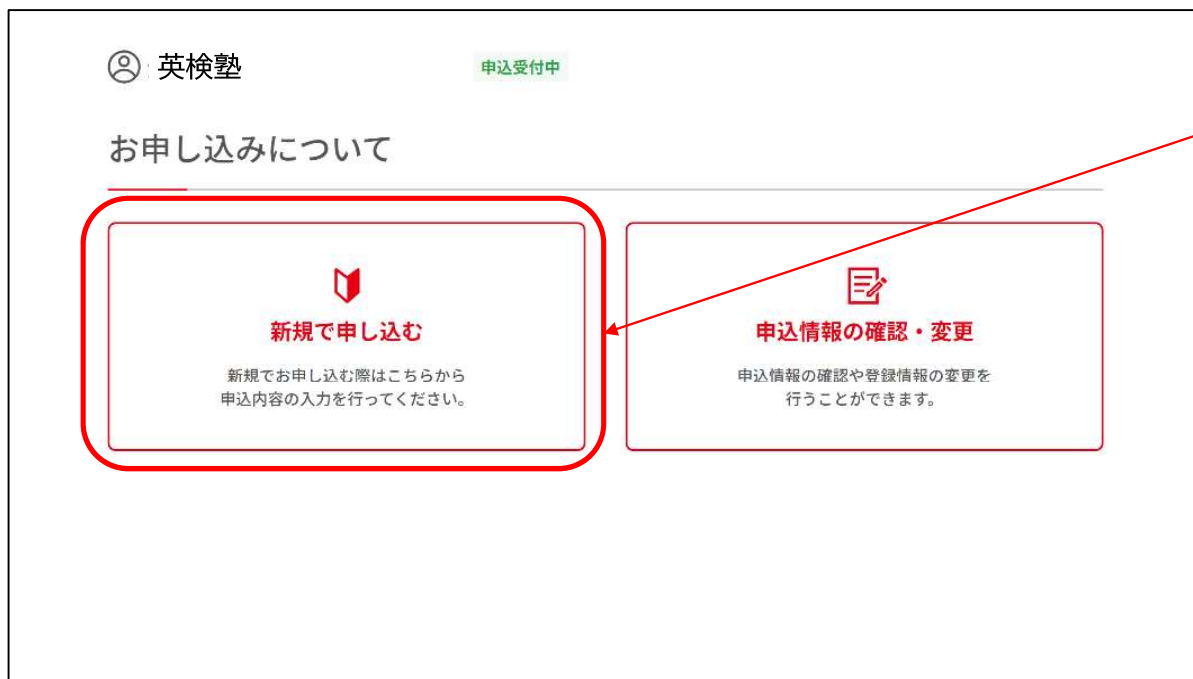 英検塾
申込受付中
お申し込みについて
新規で申し込む
新規でお申し込む際はこちらから
申込内容の入力を行ってください。
申込情報の確認・変更
申込情報の確認や登録情報の変更を
行うことができます。